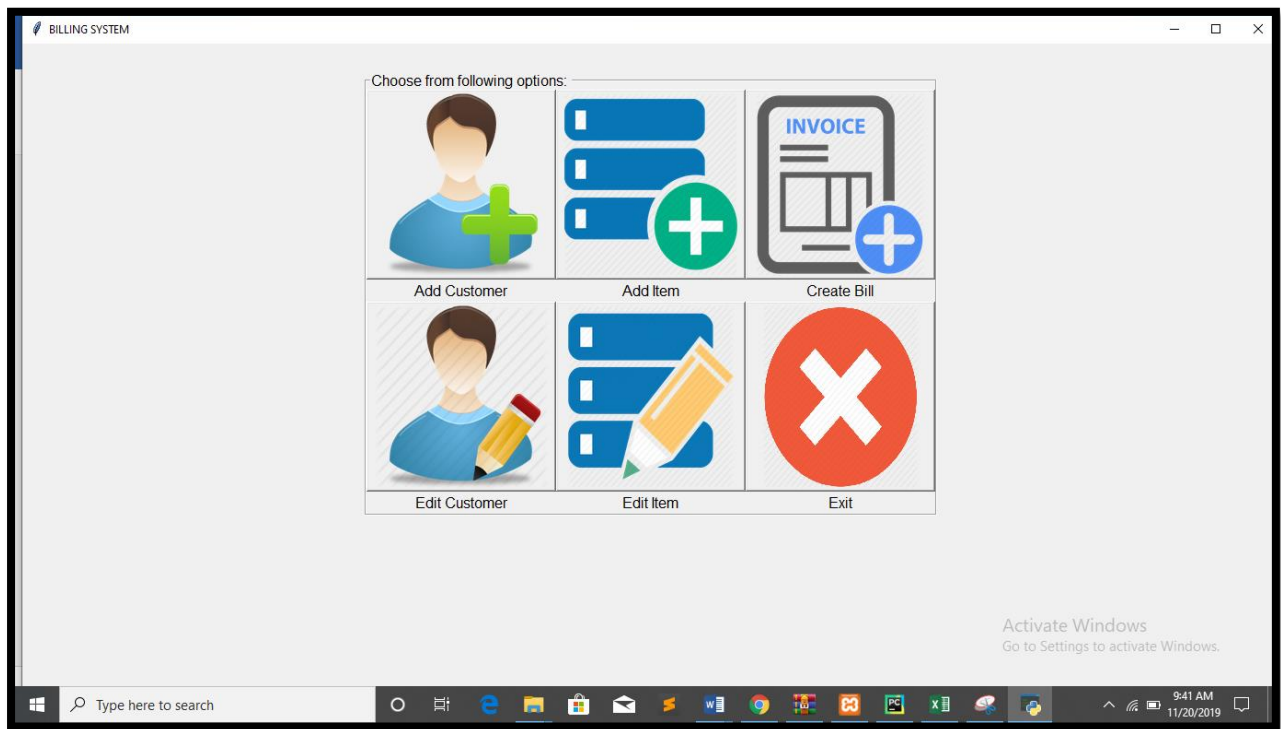 BILLING SYSTEM
Choose from following options:
INVOICE
Add Customer Add Item Create Bill
Edit Customer Edit Item Exit
Activate Windows
Go to Settings to activate Windows.
Type here to search
9:41 AM
11/20/2019